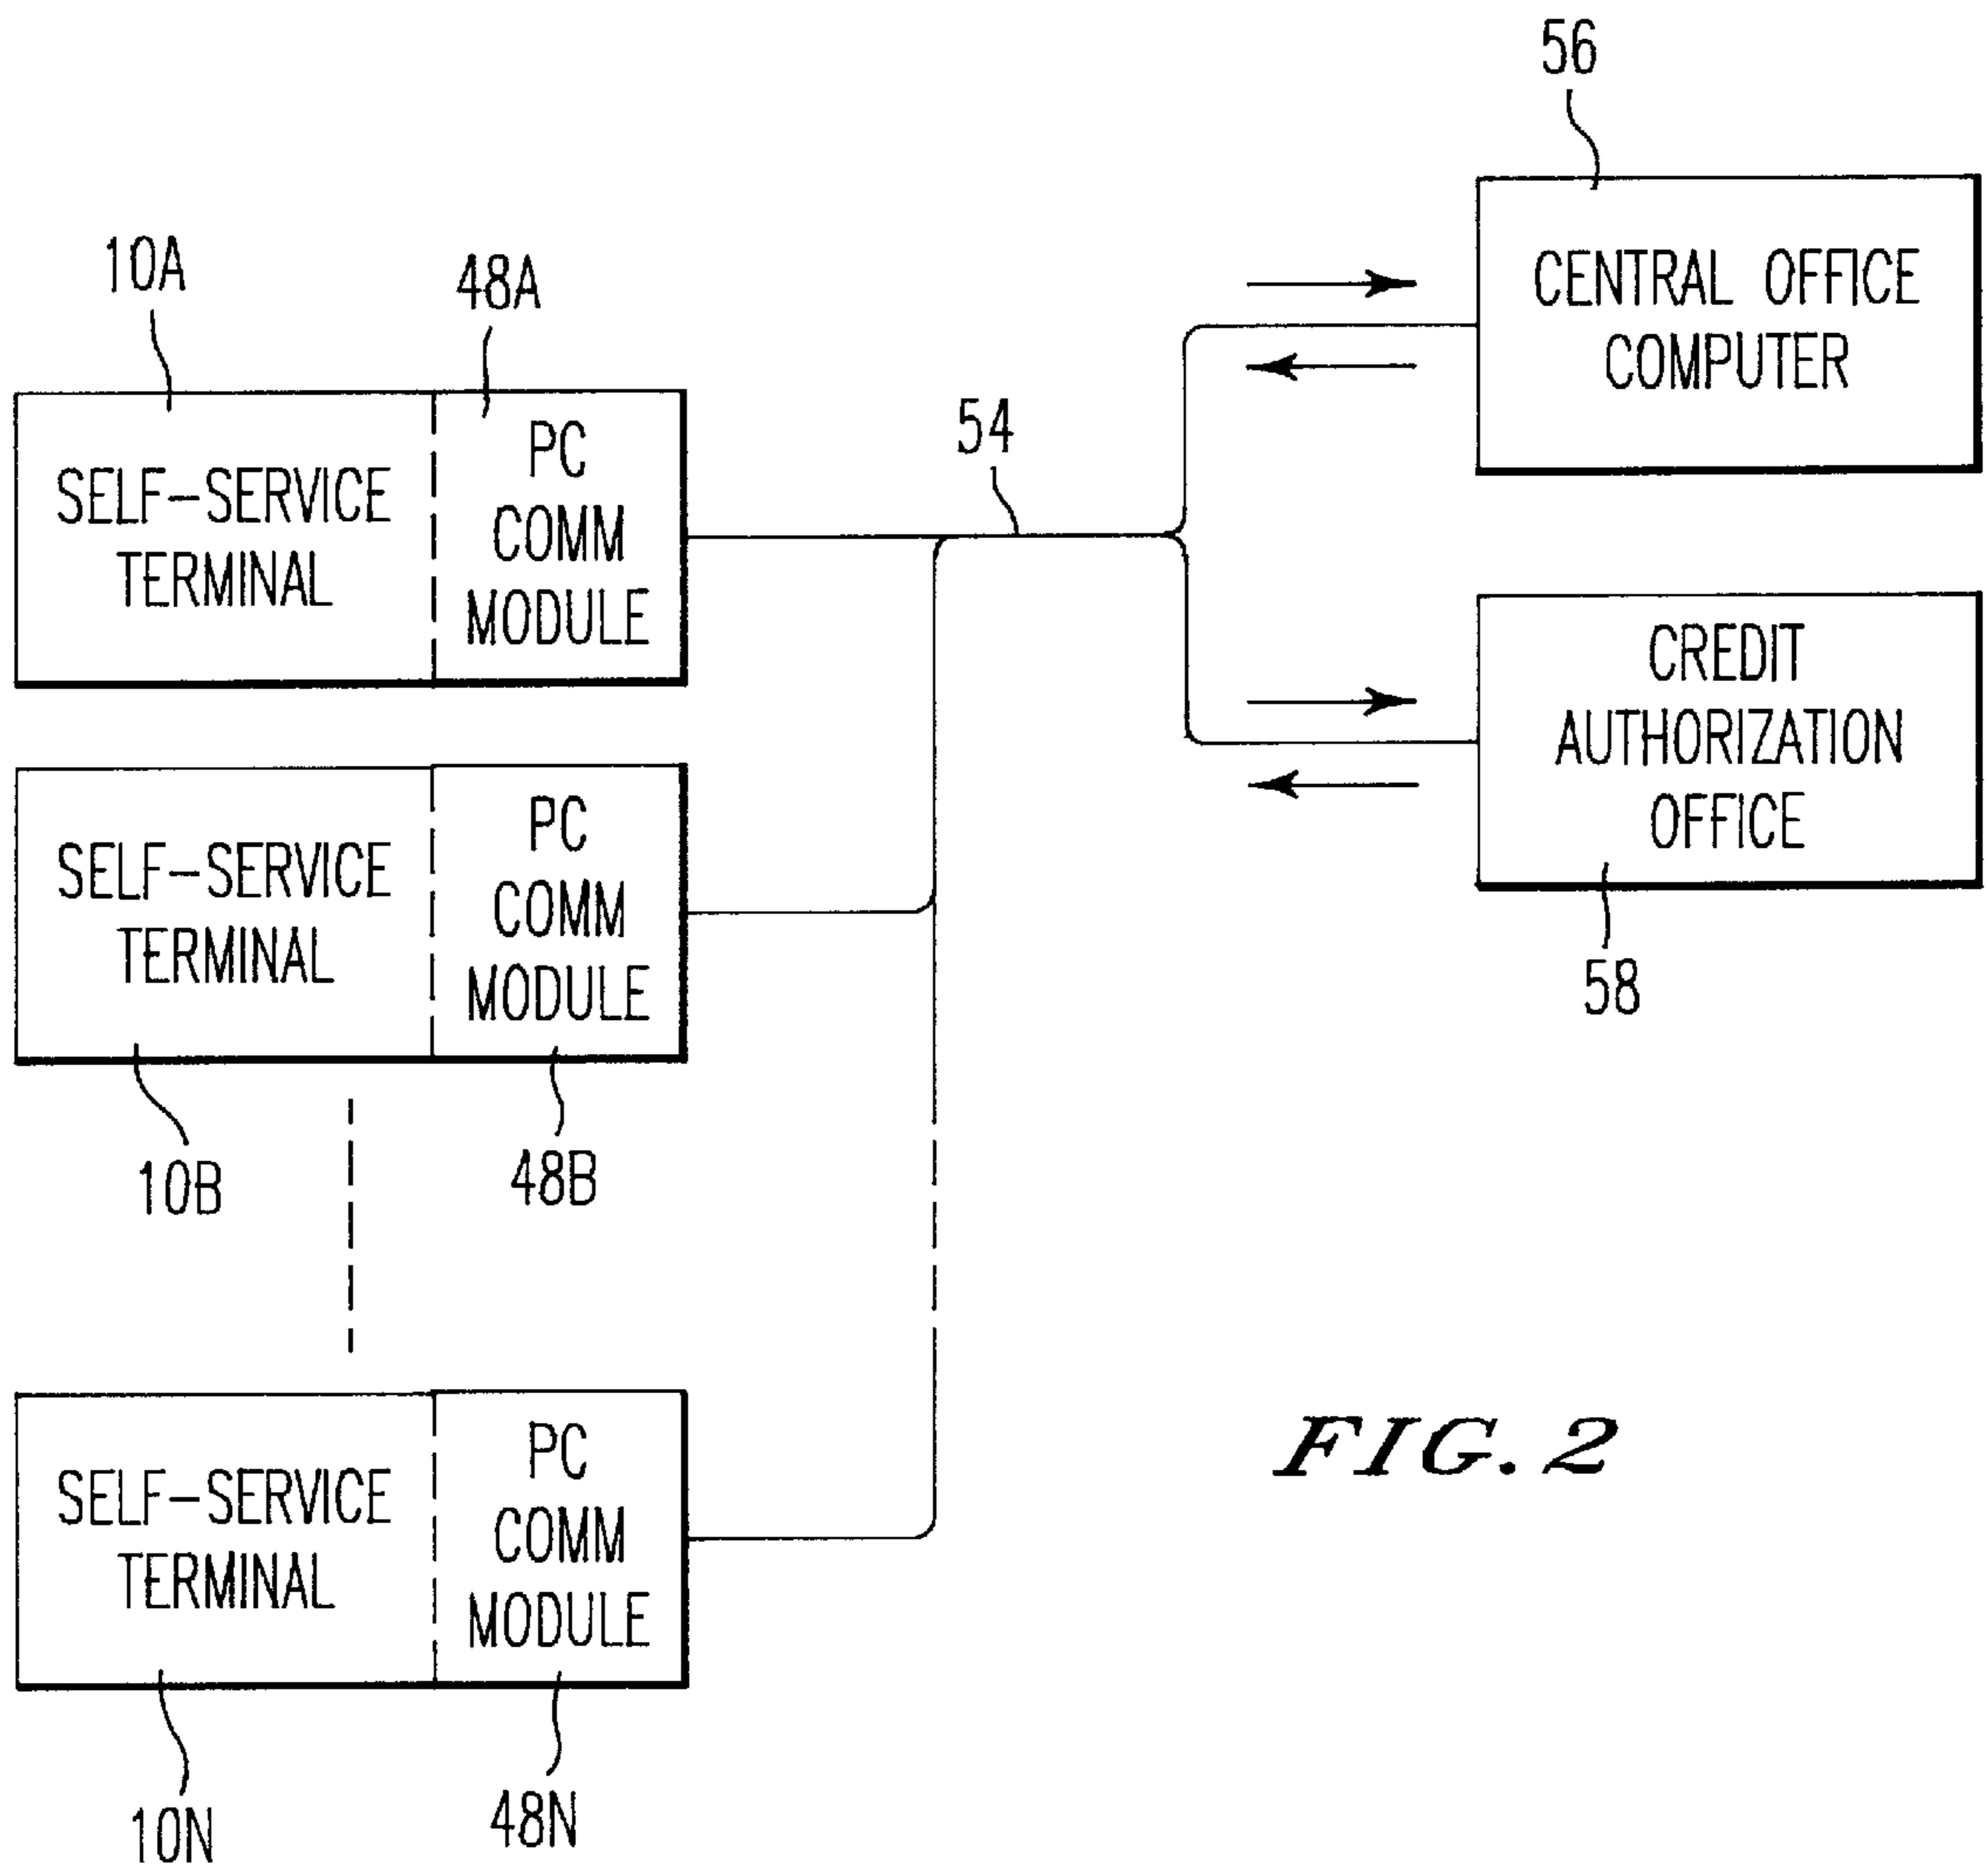 56
10A
48A
CENTRAL OFFICE
COMPUTER
54
SELF-SERVICE
TERMINAL
PC
COMM
MODULE
CREDIT
AUTHORIZATION
OFFICE
58
SELF-SERVICE
TERMINAL
PC
COMM
MODULE
10B
48B
SELF-SERVICE
TERMINAL
PC
COMM
MODULE
10N
48N
FIG. 2